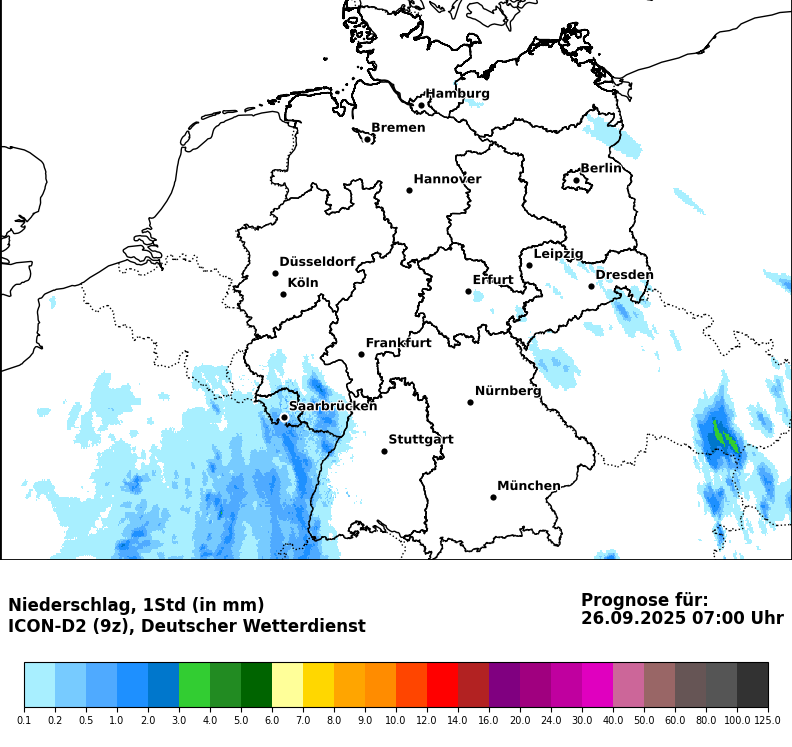 Hamburg
Bremen
Berlin
Hannover
Leipzig
Düsseldorf
Dresden
Köln
Erfurt
Frankfurt
Nürnberg
Saarbrücken
Stuttgart
München
Niederschlag, 1Std (in mm)
ICON-D2 (9z), Deutscher Wetterdienst
Prognose für:
26.09.2025 07:00 Uhr
0.1 0.2 0.5 1.0 2.0 3.0 4.0 5.0 6.0 7.0 8.0 9.0 10.0 12.0 14.0 16.0 20.0 24.0 30.0 40.0 50.0 60.0 80.0 100.0 125.0